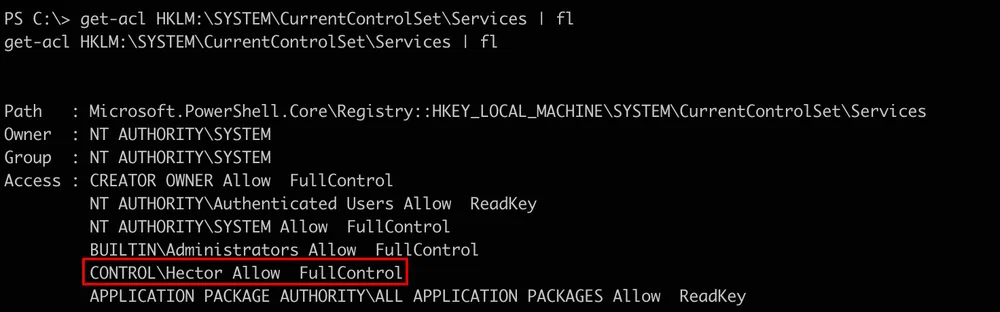 PS C:\> get-acl HKLM:\SYSTEM\CurrentControlSet\Services | fl
get-acl HKLM:\SYSTEM\CurrentControlSet\Services | fl
Path   : Microsoft.PowerShell.Core\Registry::HKEY_LOCAL_MACHINE\SYSTEM\CurrentControlSet\Services
Owner  : NT AUTHORITY\SYSTEM
Group  : NT AUTHORITY\SYSTEM
Access : CREATOR OWNER Allow  FullControl
         NT AUTHORITY\Authenticated Users Allow  ReadKey
         NT AUTHORITY\SYSTEM Allow  FullControl
         BUILTIN\Administrators Allow  FullControl
         CONTROL\Hector Allow  FullControl
         APPLICATION PACKAGE AUTHORITY\ALL APPLICATION PACKAGES Allow  ReadKey